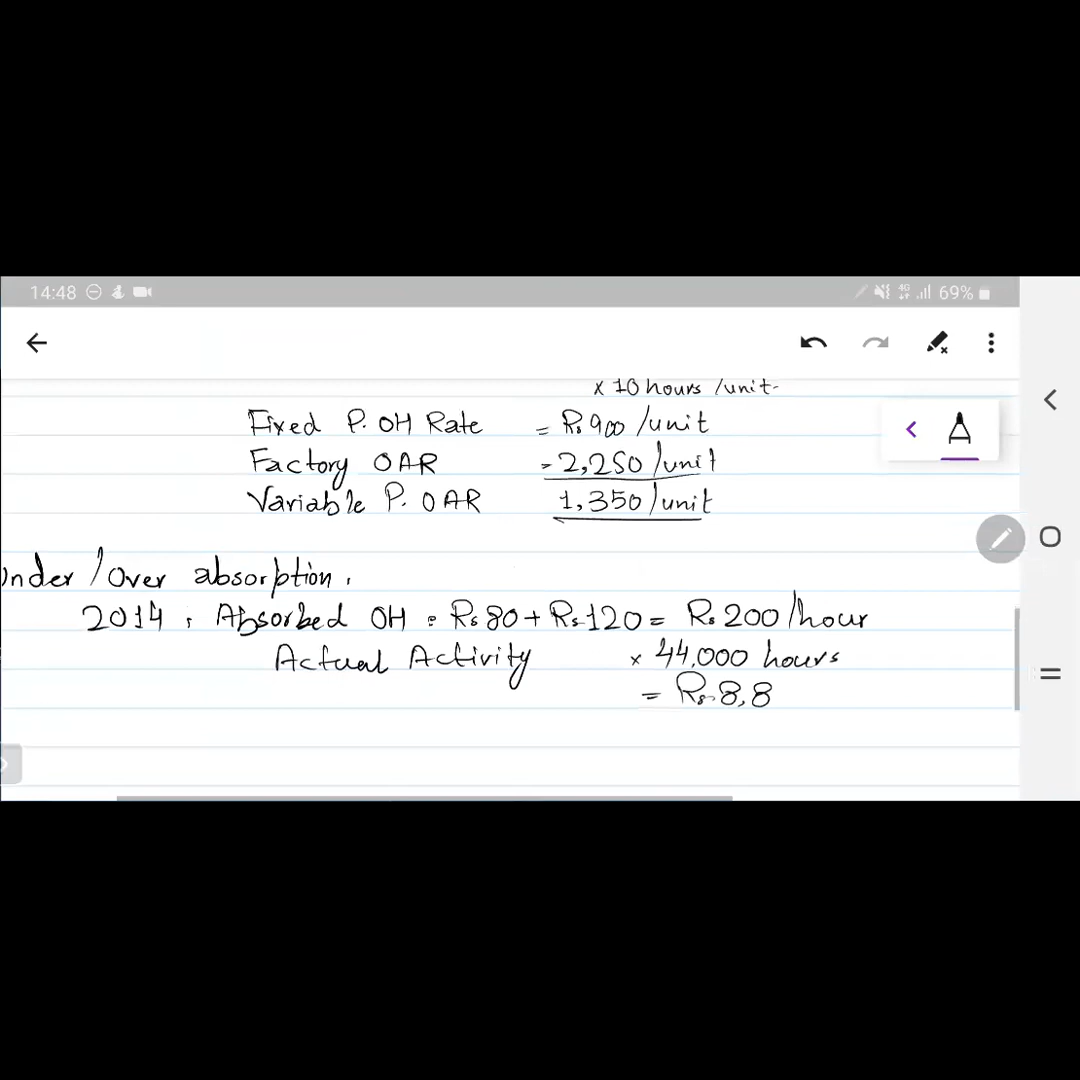 14:48
4G 69%
x 10 hours /unit
Fixed P. OH Rate = Rs 900 /unit
Factory OAR = 2,250 /unit
Variable P. OAR 1,350 /unit
Under / Over absorption.
2014 : Absorbed OH = Rs 80 + Rs 120 = Rs 200 /hour
Actual Activity x 44,000 hours
= Rs. 8,8